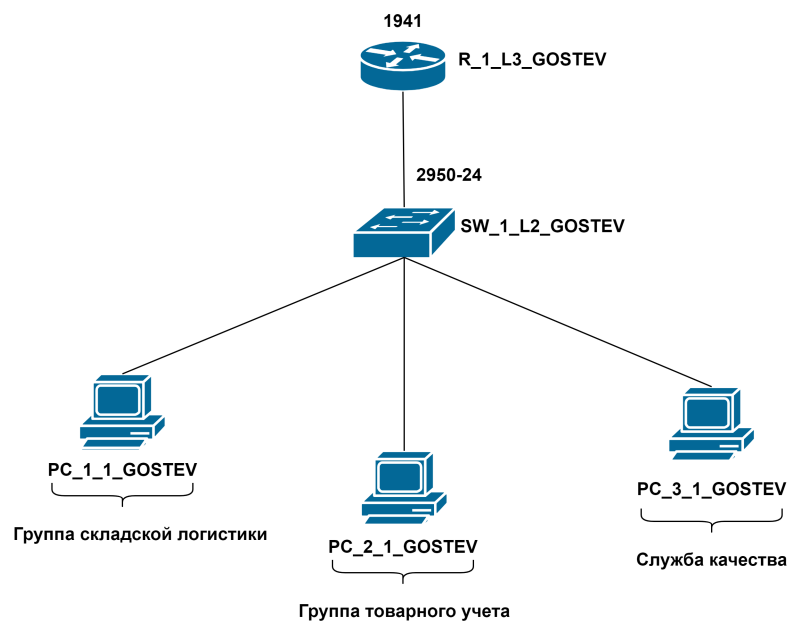 1941
R_1_L3_GOSTEV
2950-24
SW_1_L2_GOSTEV
PC_1_1_GOSTEV
Группа складской логистики
PC_2_1_GOSTEV
Группа товарного учета
PC_3_1_GOSTEV
Служба качества